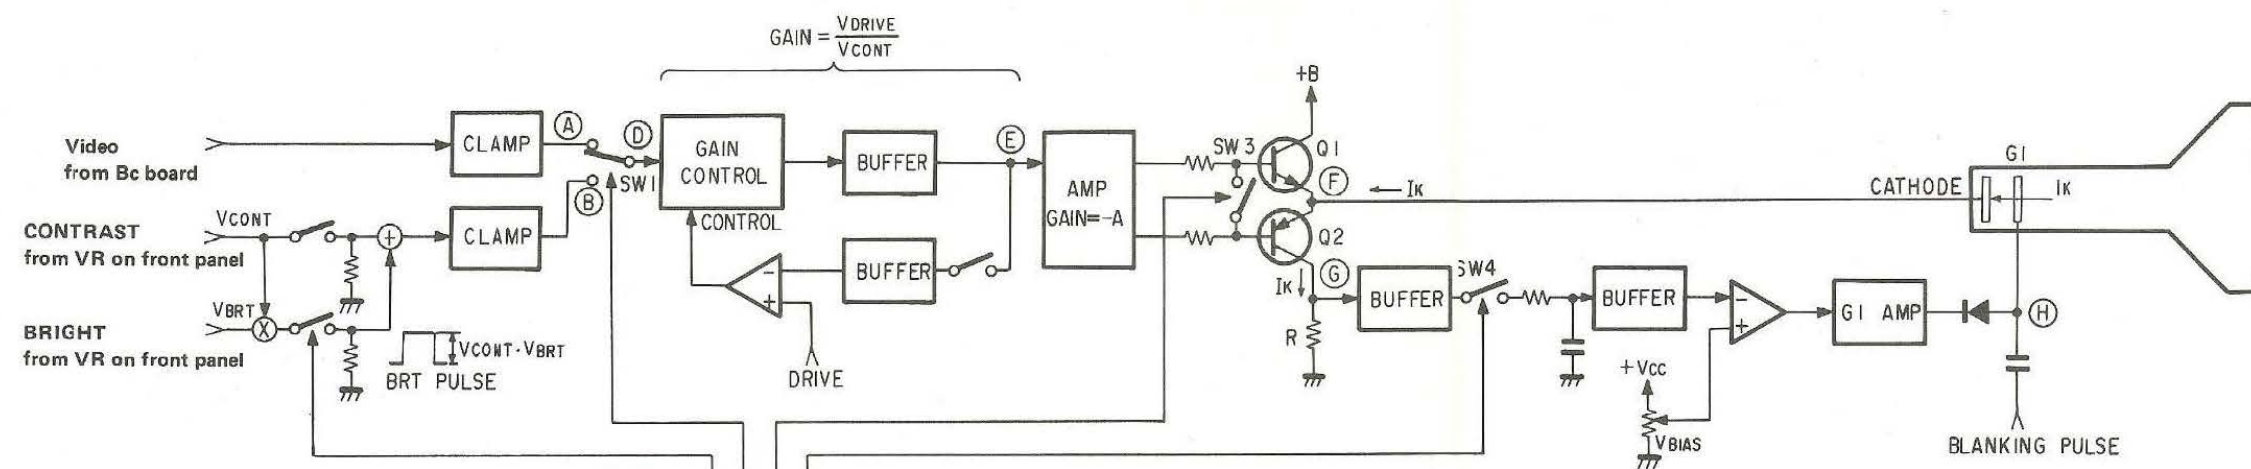 GAIN = VDRIVE
VCONT
+B
Video
from Bc board
CLAMP
A
D
SW1
B
GAIN
CONTROL
CONTROL
BUFFER
E
AMP
GAIN=-A
SW3
Q1
F
←IK
CATHODE
G1
IK
CONTRAST
from VR on front panel
VCONT
+
CLAMP
BUFFER
Q2
G
IK
BRIGHT
from VR on front panel
VBRT
X
VCONT·VBRT
BRT PULSE
-
+
DRIVE
R
BUFFER
SW4
BUFFER
-
+
G1 AMP
H
+VCC
VBIAS
BLANKING PULSE